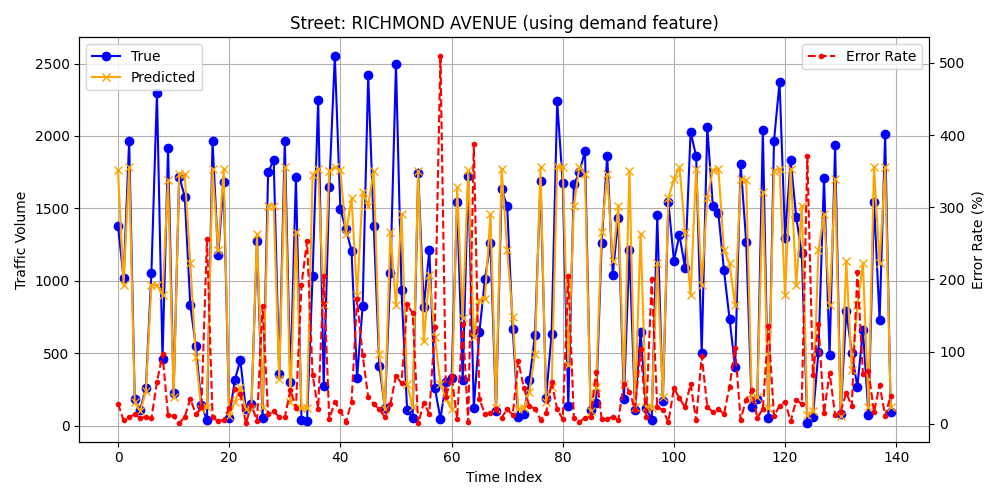 Street: RICHMOND AVENUE (using demand feature)
True
Predicted
Error Rate
2500
2000
1500
1000
500
0
Traffic Volume
500
400
300
200
100
0
Error Rate (%)
0 20 40 60 80 100 120 140
Time Index